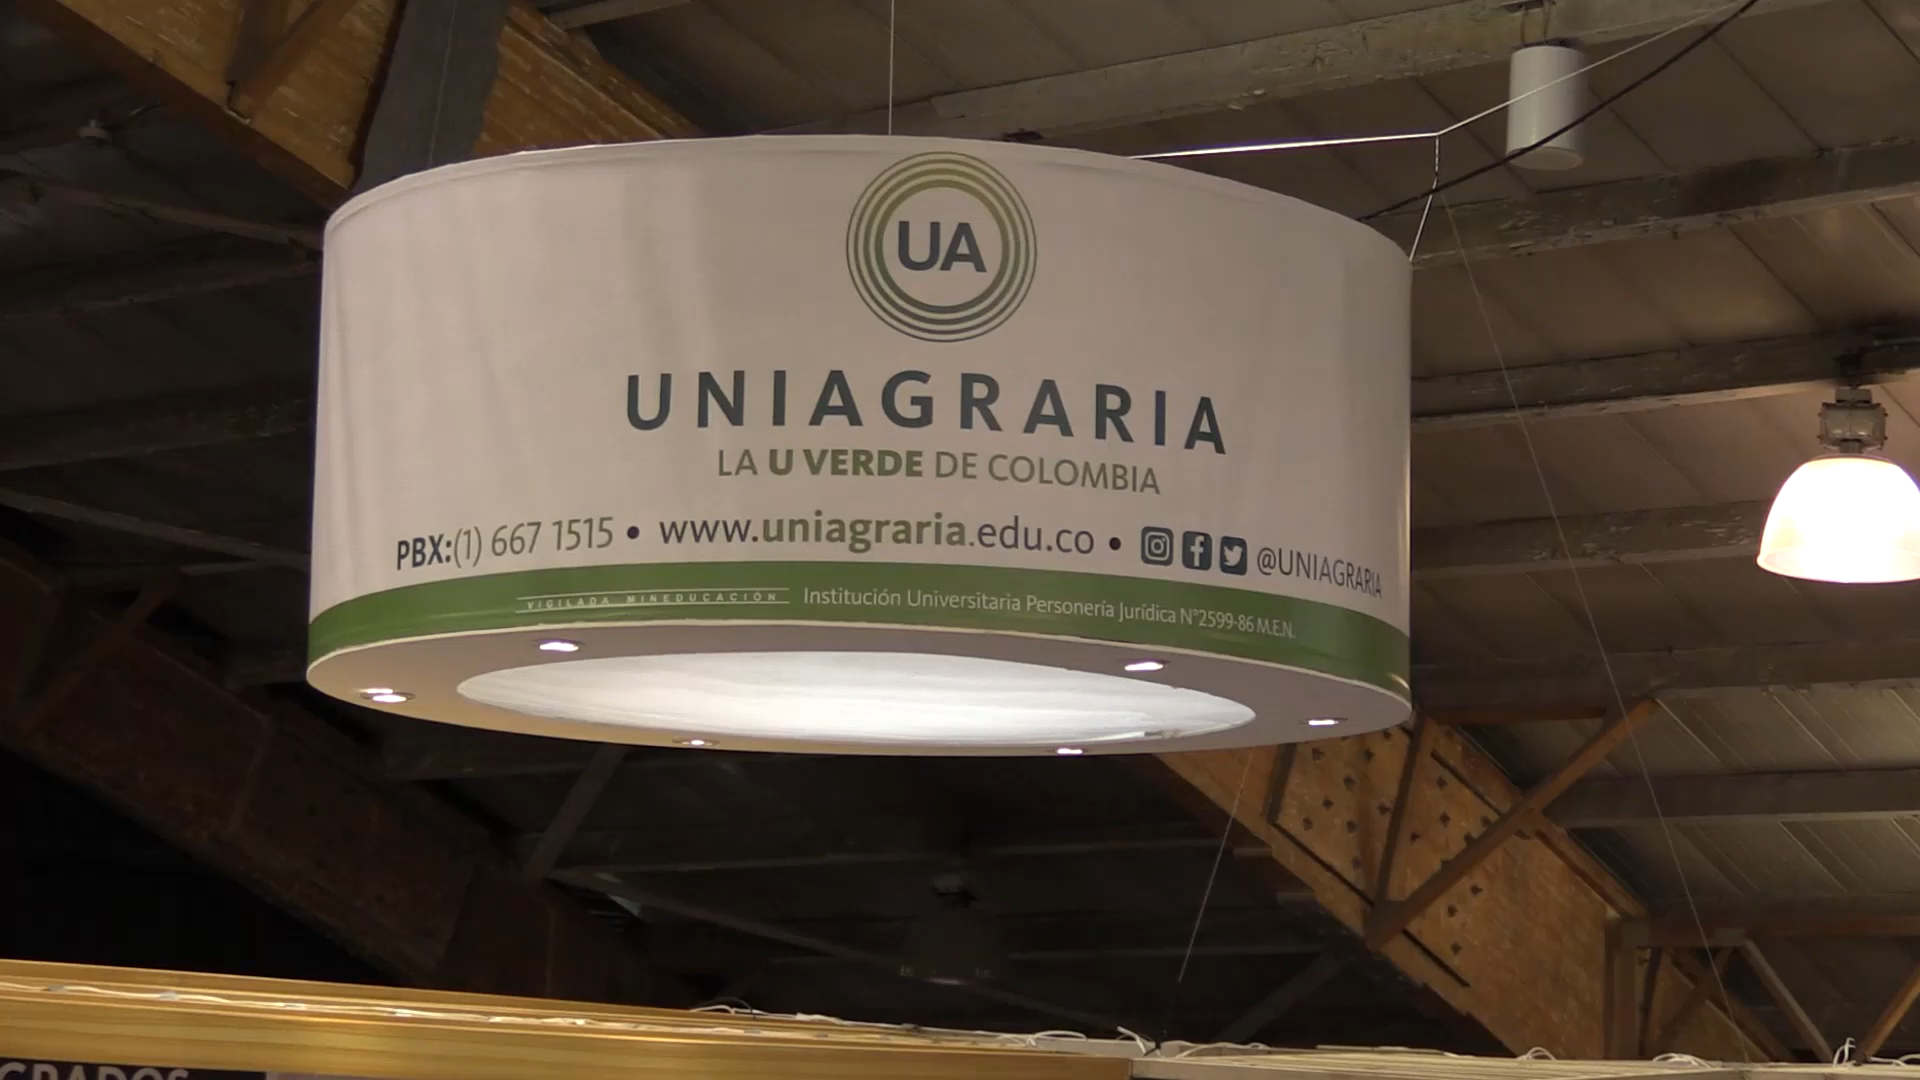 UA
UNIAGRARIA
LA U VERDE DE COLOMBIA
PBX:(1) 667 1515 • www.uniagraria.edu.co • @UNIAGRARIA
VIGILADA MINEDUCACIÓN Institución Universitaria Personería Jurídica N°2599-86 M.E.N.
GRADOS